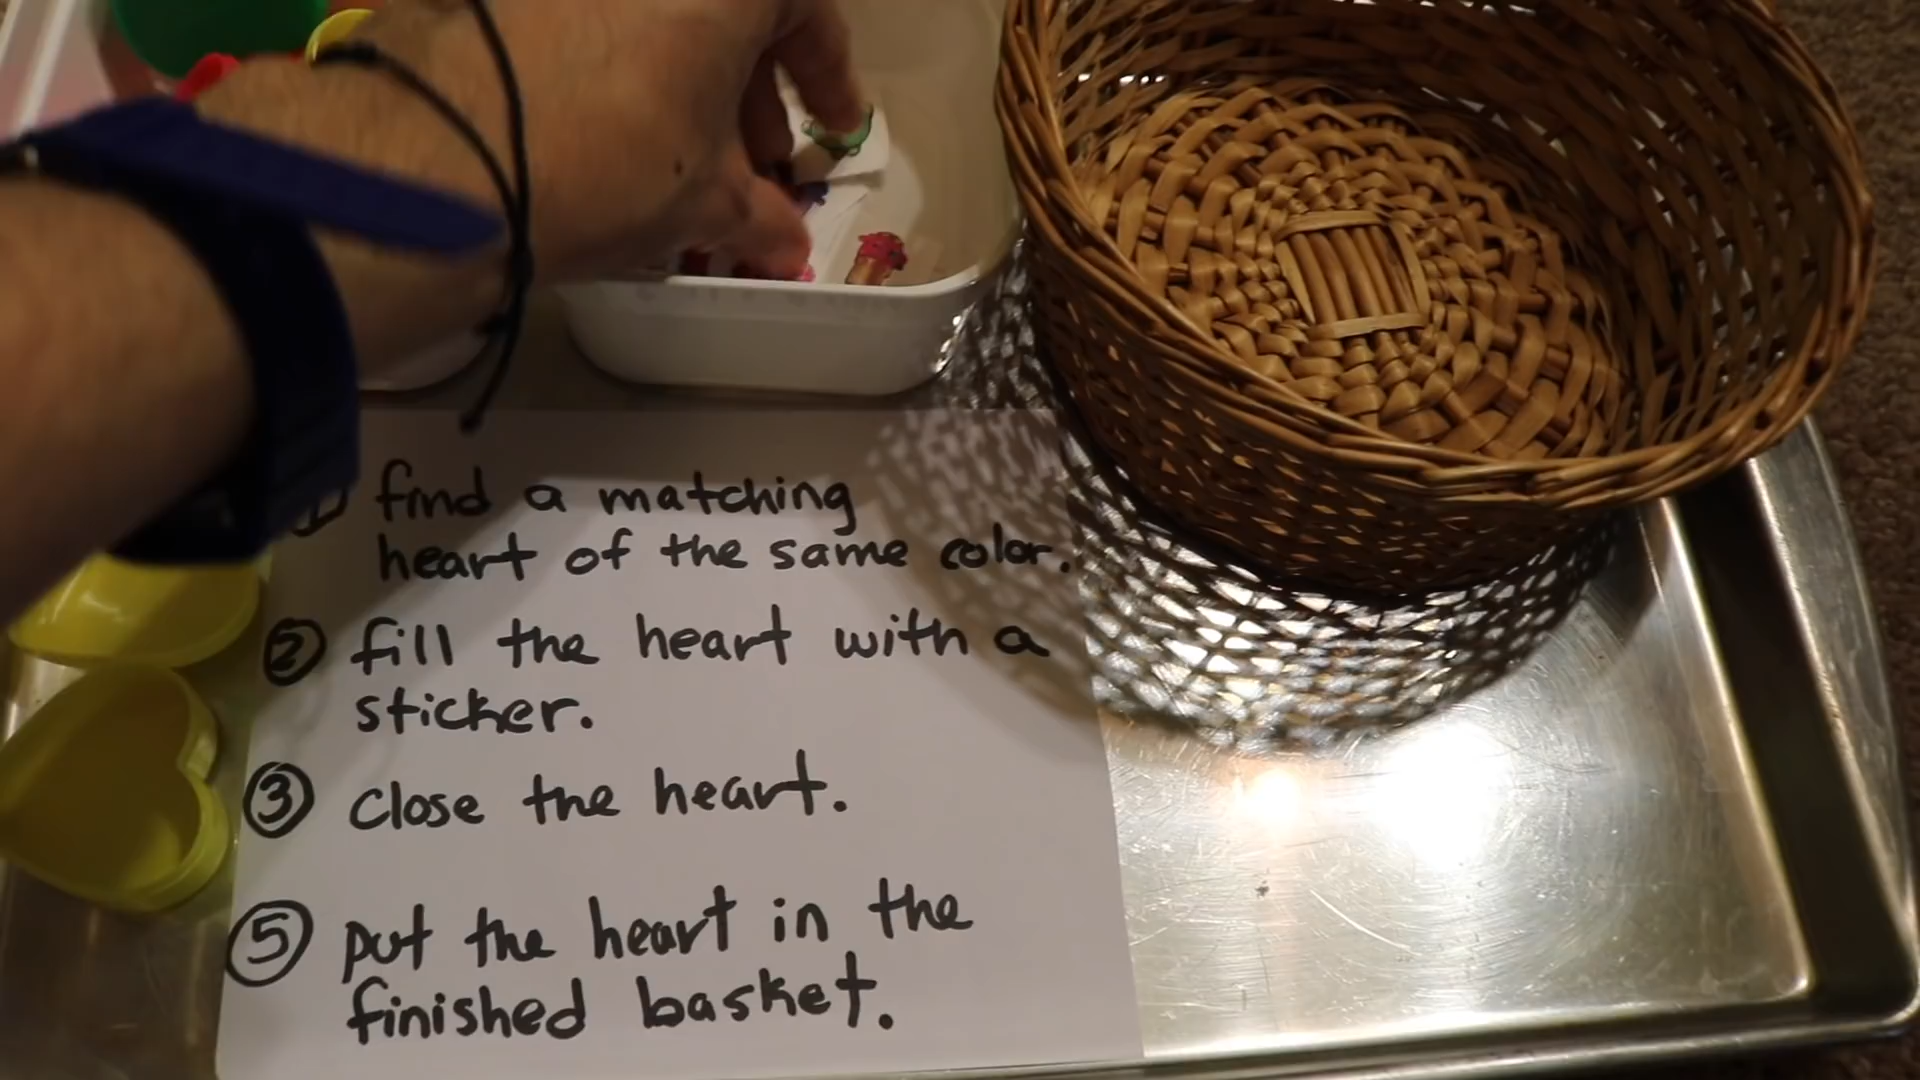 ① find a matching
heart of the same color.
② fill the heart with a
sticker.
③ close the heart.
⑤ put the heart in the
finished basket.